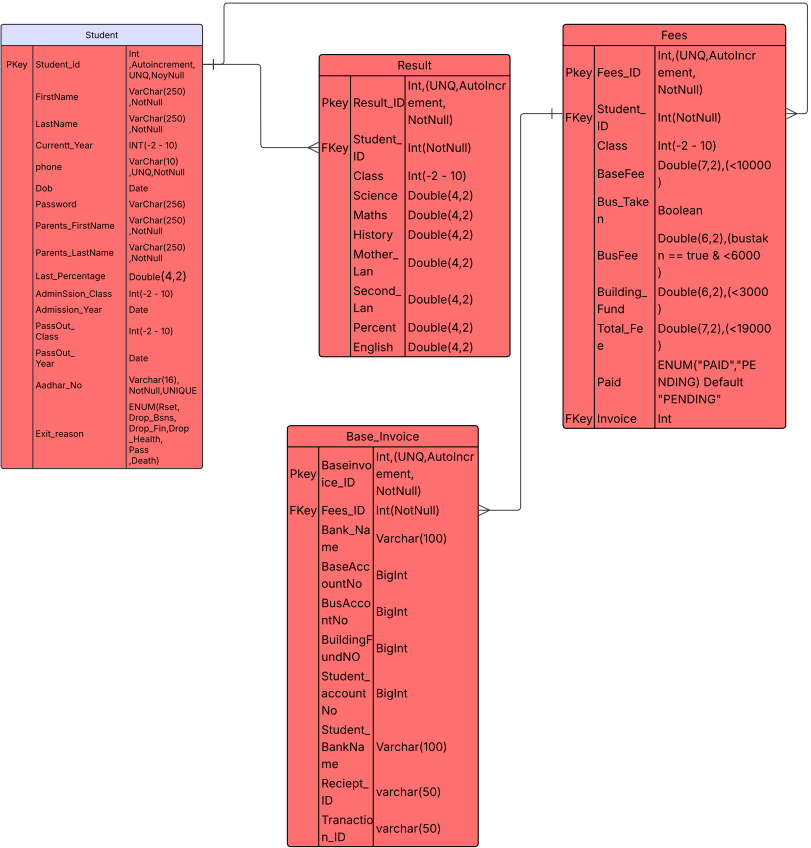 Student
PKey Student_id Int
,Autoincrement,
UNQ,NoyNull
FirstName VarChar(250)
,NotNull
LastName VarChar(250)
,NotNull
Currentt_Year INT(-2 - 10)
phone VarChar(10)
,UNQ,NotNull
Dob Date
Password VarChar(256)
Parents_FirstName VarChar(250)
,NotNull
Parents_LastName VarChar(250)
,NotNull
Last_Percentage Double(4,2)
AdminSsion_Class Int(-2 - 10)
Admission_Year Date
PassOut_
Class Int(-2 - 10)
PassOut_
Year Date
Aadhar_No Varchar(16),
NotNull,UNIQUE
Exit_reason ENUM(Rset,
Drop_Bsns,
Drop_Fin,Drop
_Health,
Pass
,Death)
Result
Pkey Result_ID Int,(UNQ,AutoIncr
ement,
NotNull)
FKey Student_
ID Int(NotNull)
Class Int(-2 - 10)
Science Double(4,2)
Maths Double(4,2)
History Double(4,2)
Mother_
Lan Double(4,2)
Second_
Lan Double(4,2)
Percent Double(4,2)
English Double(4,2)
Fees
Pkey Fees_ID Int,(UNQ,AutoIncr
ement,
NotNull)
FKey Student_
ID Int(NotNull)
Class Int(-2 - 10)
BaseFee Double(7,2),(<10000
)
Bus_Take
n Boolean
BusFee Double(6,2),(bustak
n == true & <6000
)
Building_
Fund Double(6,2),(<3000
)
Total_Fe
e Double(7,2),(<19000
)
Paid ENUM("PAID","PE
NDING) Default
"PENDING"
FKey Invoice Int
Base_Invoice
Pkey Baseinvo
ice_ID Int,(UNQ,AutoIncr
ement,
NotNull)
FKey Fees_ID Int(NotNull)
Bank_Na
me Varchar(100)
BaseAcc
ountNo BigInt
BusAcco
ntNo BigInt
BuildingF
undNO BigInt
Student_
account
No BigInt
Student_
BankNa
me Varchar(100)
Reciept_
ID varchar(50)
Tranactio
n_ID varchar(50)